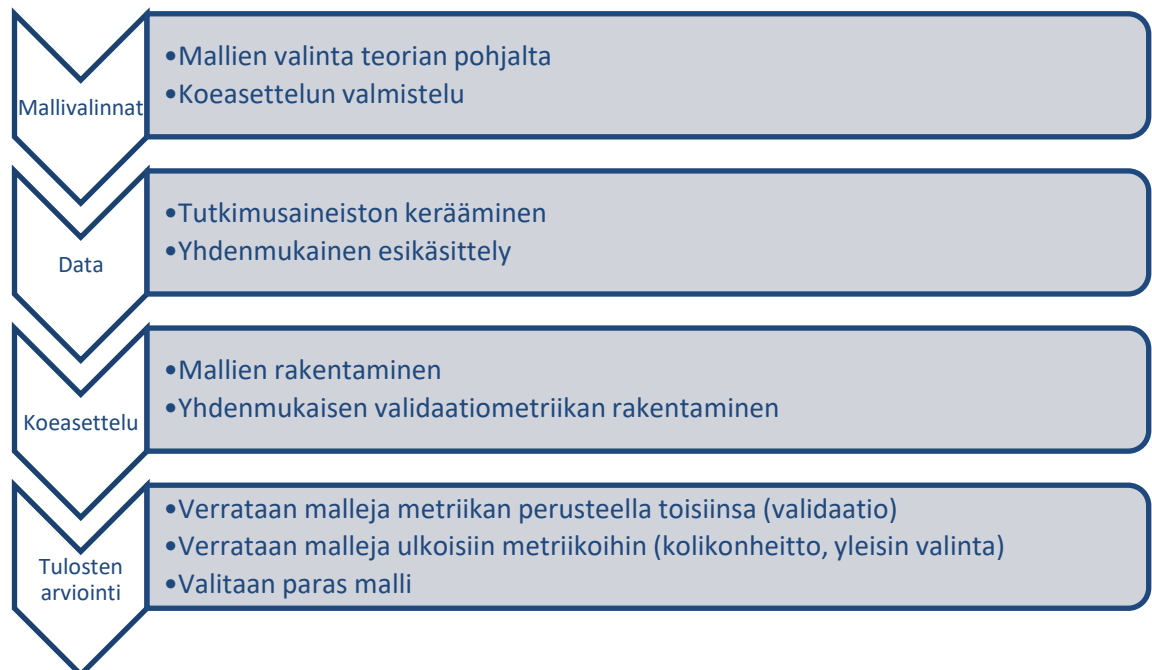 Mallivalinnat
•Mallien valinta teorian pohjalta
•Koeasettelun valmistelu
Data
•Tutkimusaineiston kerääminen
•Yhdenmukainen esikäsittely
Koeasettelu
•Mallien rakentaminen
•Yhdenmukaisen validaatiometriikan rakentaminen
Tulosten
arviointi
•Verrataan malleja metriikan perusteella toisiinsa (validaatio)
•Verrataan malleja ulkoisiin metriikoihin (kolikonheitto, yleisin valinta)
•Valitaan paras malli